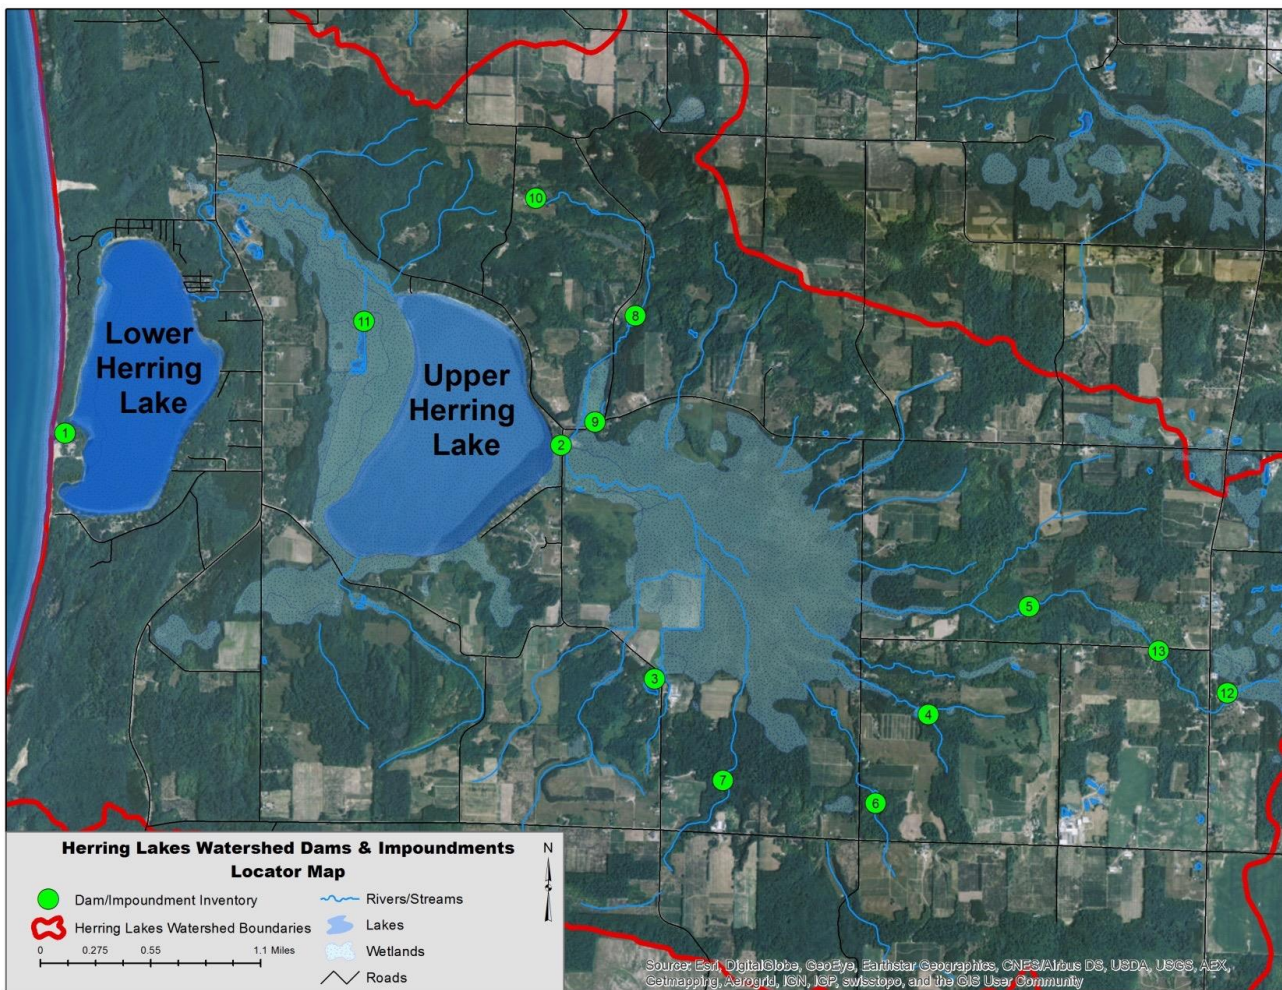 10
8
11
Lower
Herring
Lake
Upper
Herring
Lake
1
9
2
5
13
3
12
4
7
6
Herring Lakes Watershed Dams & Impoundments
Locator Map
N
Dam/Impoundment Inventory
Herring Lakes Watershed Boundaries
0 0.275 0.55 1.1 Miles
Rivers/Streams
Lakes
Wetlands
Roads
Source: Esri, DigitalGlobe, GeoEye, Earthstar Geographics, CNES/Airbus DS, USDA, USGS, AEX,
Getmapping, Aerogrid, IGN, IGP, swisstopo, and the GIS User Community